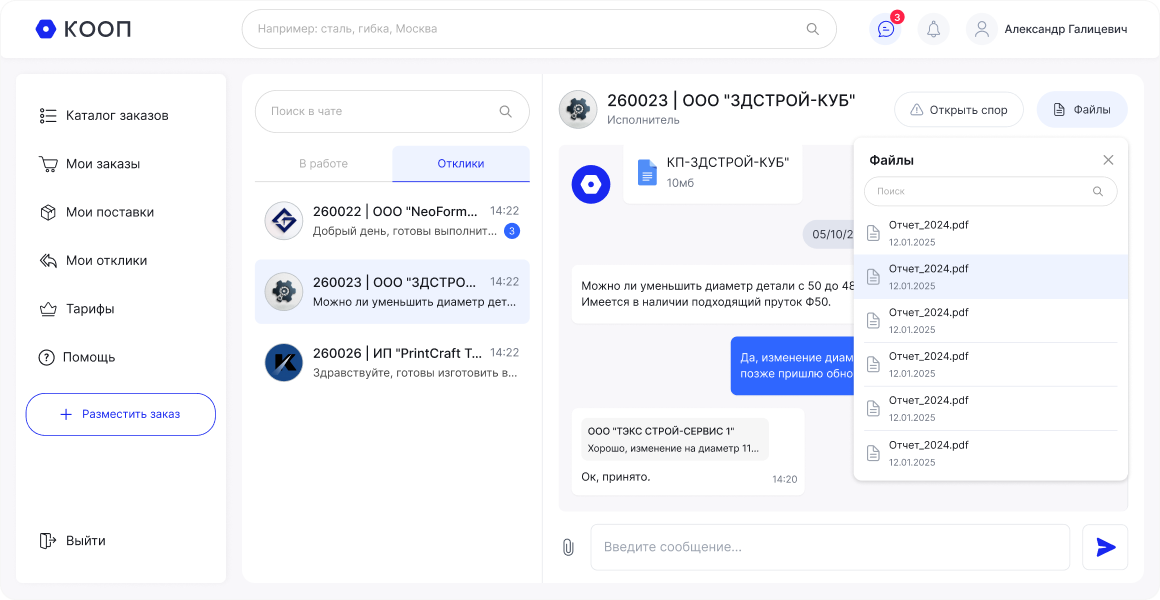 КООП
Например: сталь, гибка, Москва
3
Александр Галицевич
Каталог заказов
Мои заказы
Мои поставки
Мои отклики
Тарифы
Помощь
Разместить заказ
Выйти
Поиск в чате
В работе
Отклики
260022 | ООО "NeoForm...
14:22
Добрый день, готовы выполнит...
3
260023 | ООО "ЗДСТРО...
14:22
Можно ли уменьшить диаметр дет...
260026 | ИП "PrintCraft T...
14:22
Здравствуйте, готовы изготовить в...
260023 | ООО "ЗДСТРОЙ-КУБ"
Исполнитель
Открыть спор
Файлы
КП-ЗДСТРОЙ-КУБ"
10мб
05/10/2
Можно ли уменьшить диаметр детали с 50 до 48
Имеется в наличии подходящий пруток Ф50.
Да, изменение диам
позже пришлю обно
ООО "ТЭКС СТРОЙ-СЕРВИС 1"
Хорошо, изменение на диаметр 11...
Ок, принято.
14:20
Введите сообщение...
Файлы
Поиск
Отчет_2024.pdf
12.01.2025
Отчет_2024.pdf
12.01.2025
Отчет_2024.pdf
12.01.2025
Отчет_2024.pdf
12.01.2025
Отчет_2024.pdf
12.01.2025
Отчет_2024.pdf
12.01.2025